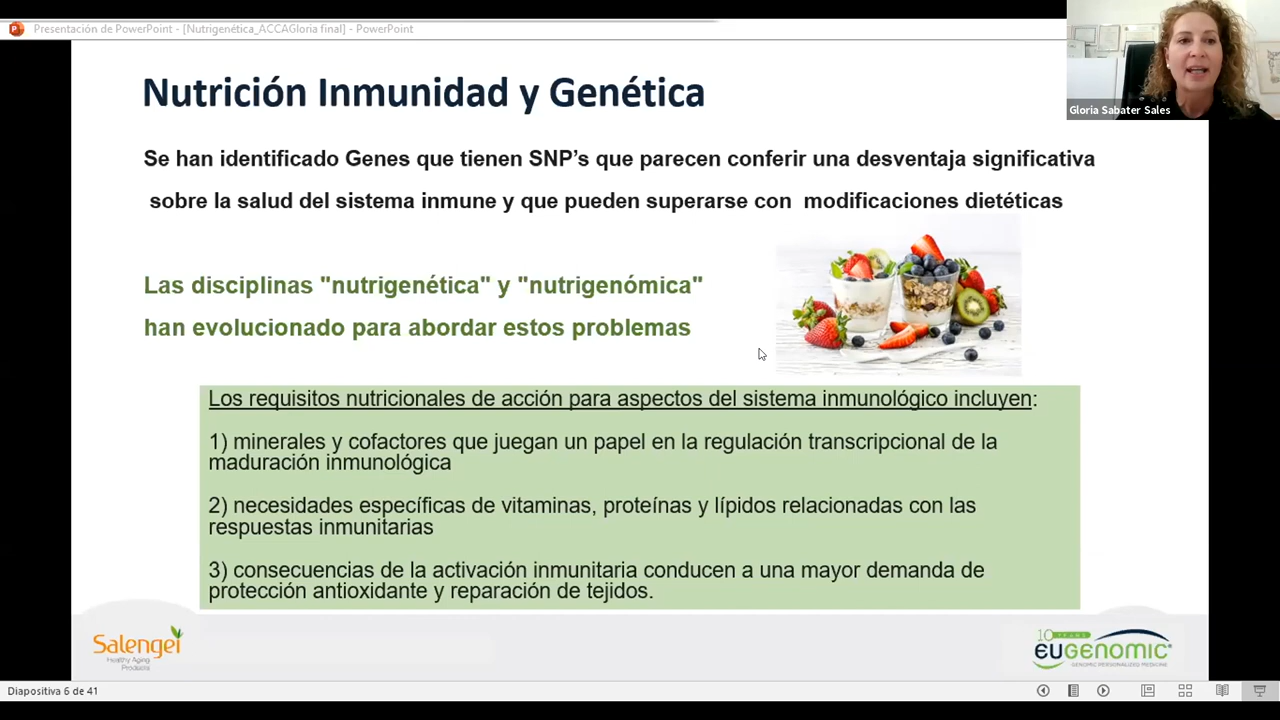 Presentación de PowerPoint - [Nutrigenética_ACCAGloria final] - PowerPoint
Gloria Sabater Sales
Nutrición Inmunidad y Genética
Se han identificado Genes que tienen SNP's que parecen conferir una desventaja significativa
sobre la salud del sistema inmune y que pueden superarse con modificaciones dietéticas
Las disciplinas "nutrigenética" y "nutrigenómica"
han evolucionado para abordar estos problemas
Los requisitos nutricionales de acción para aspectos del sistema inmunológico incluyen:
1) minerales y cofactores que juegan un papel en la regulación transcripcional de la
maduración inmunológica
2) necesidades específicas de vitaminas, proteínas y lípidos relacionadas con las
respuestas inmunitarias
3) consecuencias de la activación inmunitaria conducen a una mayor demanda de
protección antioxidante y reparación de tejidos.
Salengei
Healthy Aging
Products
10 YEARS
EUGENOMIC®
GENOMIC PERSONALIZED MEDICINE
Diapositiva 6 de 41